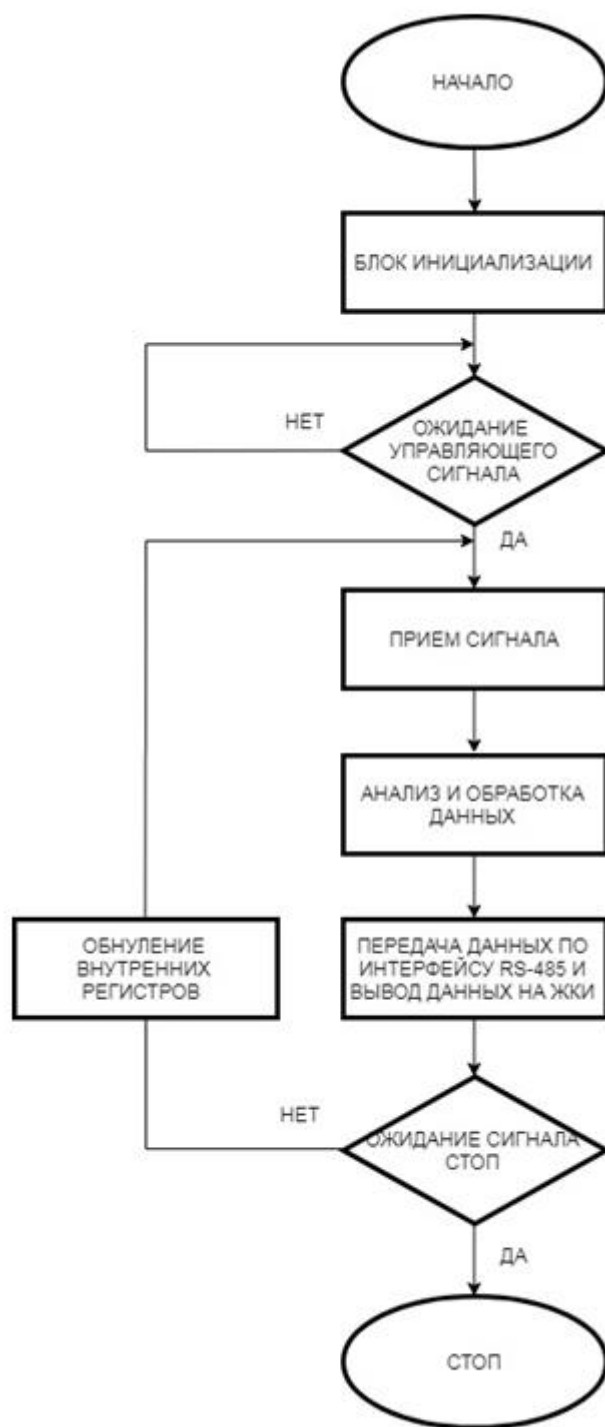 НАЧАЛО
БЛОК ИНИЦИАЛИЗАЦИИ
НЕТ
ОЖИДАНИЕ
УПРАВЛЯЮЩЕГО
СИГНАЛА
ДА
ПРИЕМ СИГНАЛА
АНАЛИЗ И ОБРАБОТКА
ДАННЫХ
ОБНУЛЕНИЕ
ВНУТРЕННИХ
РЕГИСТРОВ
ПЕРЕДАЧА ДАННЫХ ПО
ИНТЕРФЕЙСУ RS-485 И
ВЫВОД ДАННЫХ НА ЖКИ
НЕТ
ОЖИДАНИЕ СИГНАЛА
СТОП
ДА
СТОП